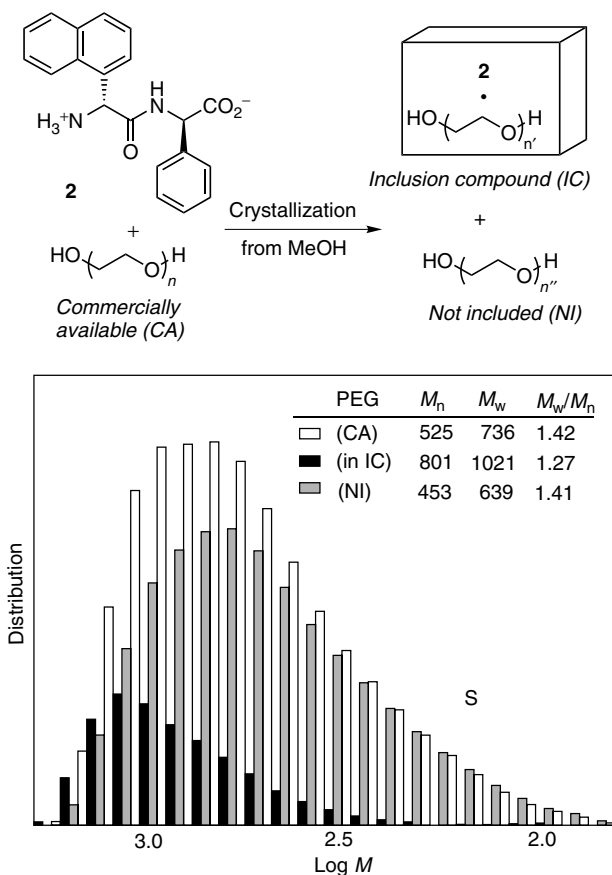 H₃⁺N
H
N
O
CO₂⁻
2
+
HO( O )ₙ H
Commercially
available (CA)
Crystallization
from MeOH
2
•
HO( O )ₙ′ H
Inclusion compound (IC)
+
HO( O )ₙ″ H
Not included (NI)
PEG Mₙ M_w M_w/Mₙ
(CA) 525 736 1.42
(in IC) 801 1021 1.27
(NI) 453 639 1.41
S
Distribution
3.0 2.5 2.0
Log M